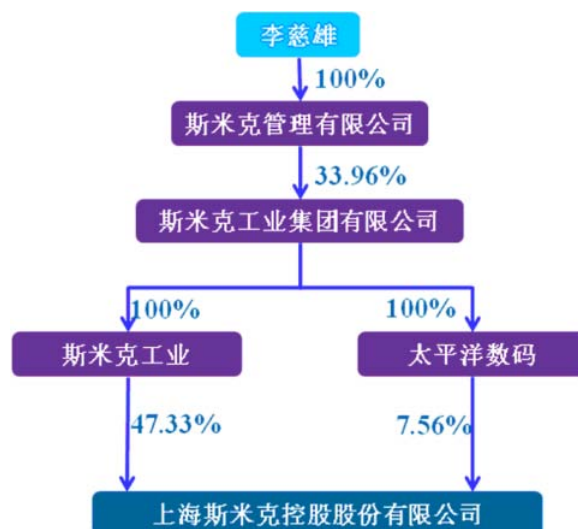 李慈雄
100%
斯米克管理有限公司
33.96%
斯米克工业集团有限公司
100%
100%
斯米克工业
太平洋数码
47.33%
7.56%
上海斯米克控股股份有限公司